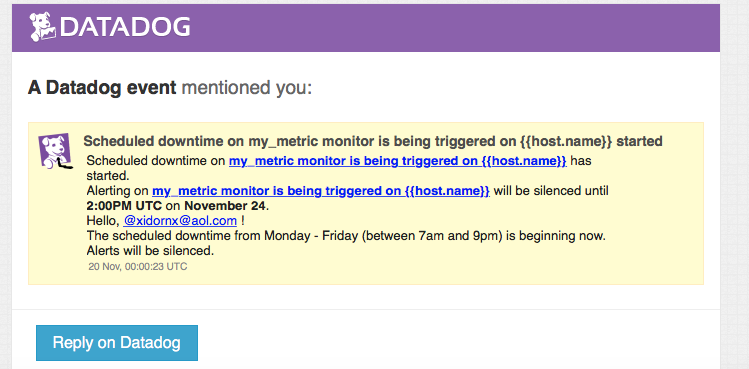 DATADOG
A Datadog event mentioned you:
Scheduled downtime on my_metric monitor is being triggered on {{host.name}} started
Scheduled downtime on my_metric monitor is being triggered on {{host.name}} has
started.
Alerting on my_metric monitor is being triggered on {{host.name}} will be silenced until
2:00PM UTC on November 24.
Hello, @xidornx@aol.com !
The scheduled downtime from Monday - Friday (between 7am and 9pm) is beginning now.
Alerts will be silenced.
20 Nov, 00:00:23 UTC
Reply on Datadog